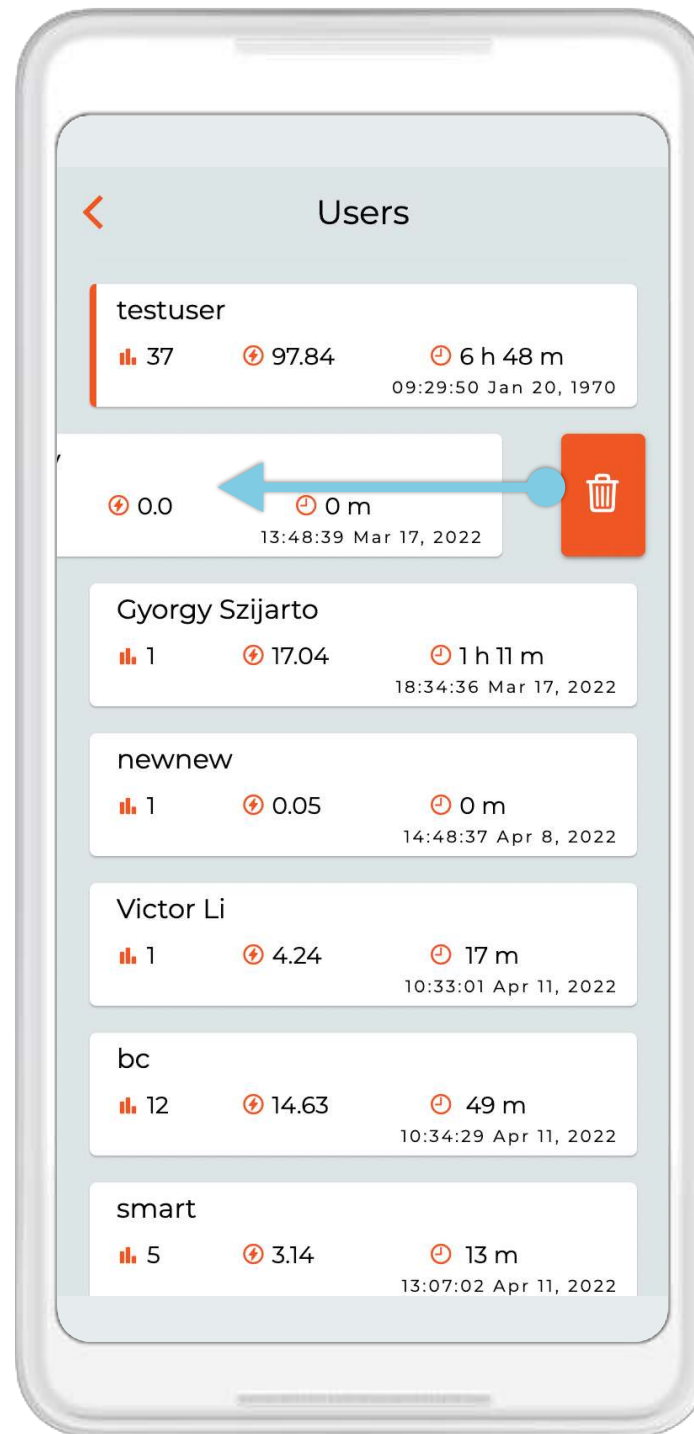 Users
testuser
37 97.84 6 h 48 m
09:29:50 Jan 20, 1970
0.0 0 m
13:48:39 Mar 17, 2022
Gyorgy Szijarto
1 17.04 1 h 11 m
18:34:36 Mar 17, 2022
newnew
1 0.05 0 m
14:48:37 Apr 8, 2022
Victor Li
1 4.24 17 m
10:33:01 Apr 11, 2022
bc
12 14.63 49 m
10:34:29 Apr 11, 2022
smart
5 3.14 13 m
13:07:02 Apr 11, 2022